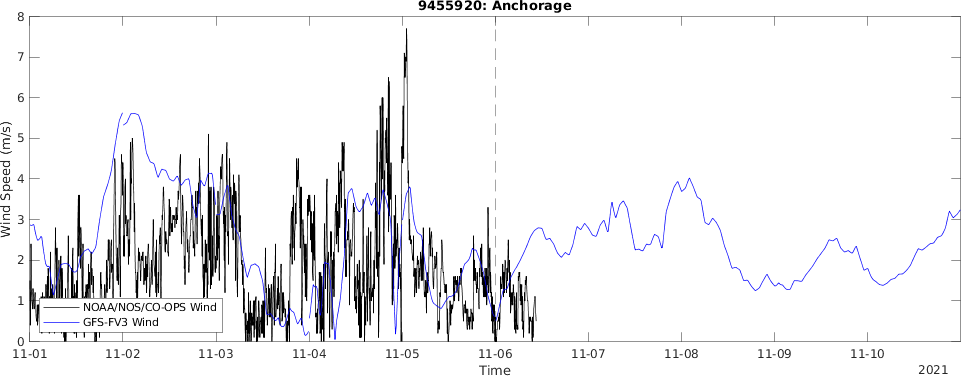 9455920: Anchorage
8
7
6
5
4
3
2
1
0
Wind Speed (m/s)
NOAA/NOS/CO-OPS Wind
GFS-FV3 Wind
11-01 11-02 11-03 11-04 11-05 11-06 11-07 11-08 11-09 11-10
Time
2021